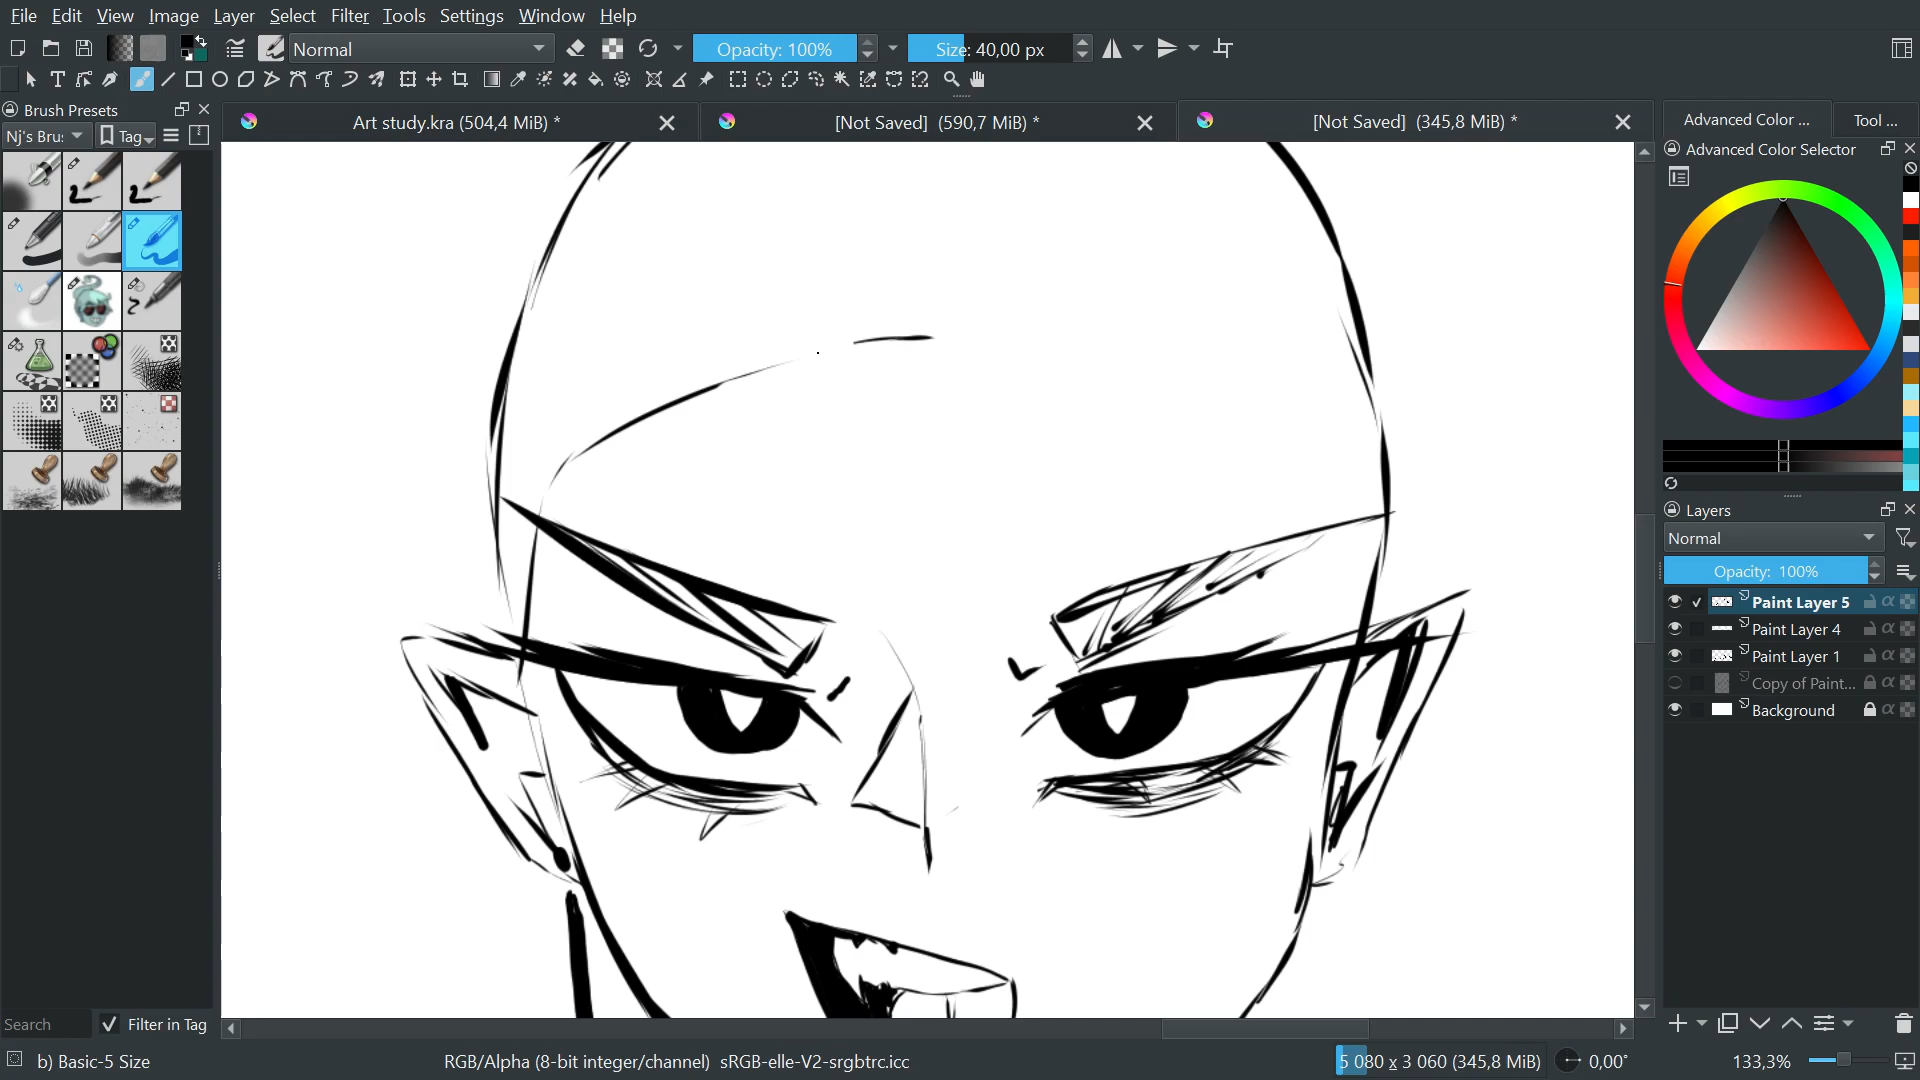 File Edit View Image Layer Select Filter Tools Settings Window Help
Normal Opacity: 100% Size: 40,00 px
Brush Presets
Nj's Bru: Tag
Art study.kra (504,4 MiB) *
[Not Saved] (590,7 MiB) *
[Not Saved] (345,8 MiB) *
Advanced Color ... Tool ...
Advanced Color Selector
Layers
Normal
Opacity: 100%
Paint Layer 5
Paint Layer 4
Paint Layer 1
Copy of Paint...
Background
Search Filter in Tag
b) Basic-5 Size RGB/Alpha (8-bit integer/channel) sRGB-elle-V2-srgbtrc.icc 5 080 x 3 060 (345,8 MiB) 0,00° 133,3%